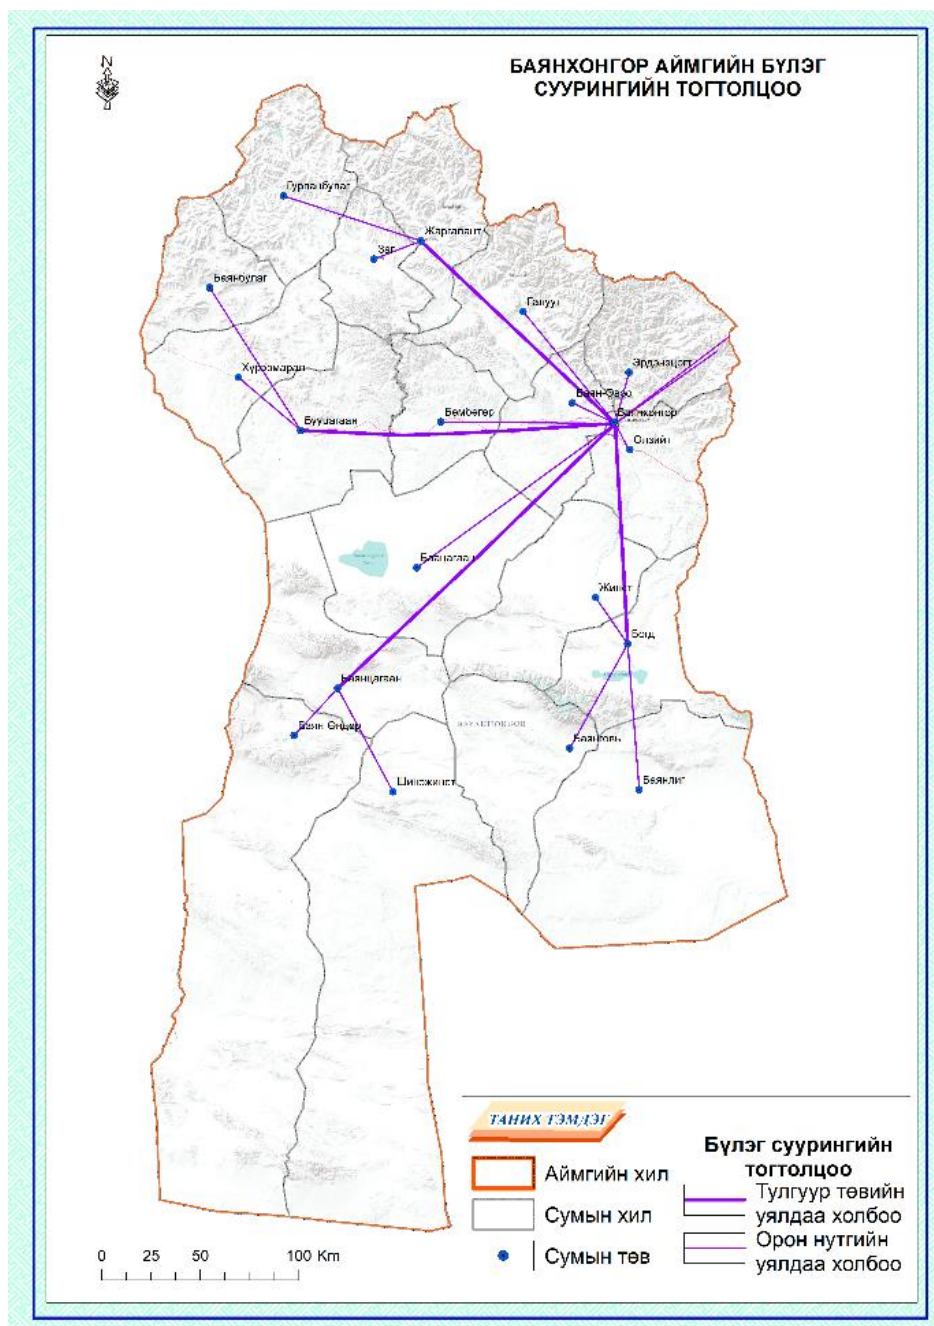 БАЯНХОНГОР АЙМГИЙН БҮЛЭГ
СУУРИНГИЙН ТОГТОЛЦОО
N
Гурванбулаг
Жаргалант
Заг
Баянбулаг
Галуут
Эрдэнэцогт
Хүрээмарал
Баян-Овоо
Бөмбөгөр
Баянхонгор
Бууцагаан
Өлзийт
Баацагаан
Жинст
Богд
Баянцагаан
Баян-Өндөр
Баянговь
Шинэжинст
Баянлиг
ТАНИХ ТЭМДЭГ
Аймгийн хил
Сумын хил
Сумын төв
Бүлэг суурингийн
тогтолцоо
Тулгуур төвийн
уялдаа холбоо
Орон нутгийн
уялдаа холбоо
0 25 50 100 Km